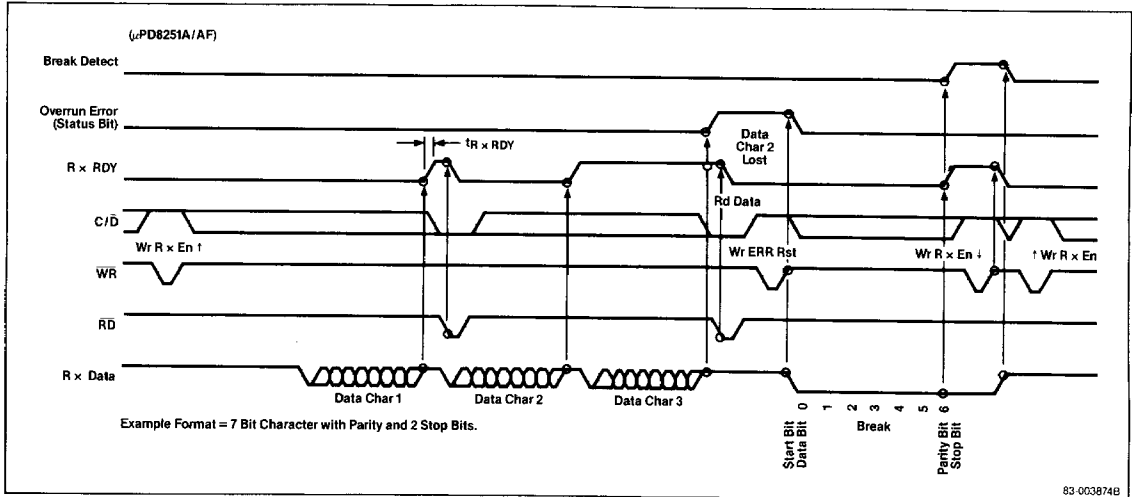 (μPD8251A/AF)
Break Detect
Overrun Error
(Status Bit)
Data
Char 2
Lost
tR × RDY
R × RDY
Rd Data
C/D̅
Wr R × En ↑
Wr ERR Rst
Wr R × En ↓
↑ Wr R × En
W̅R̅
R̅D̅
R × Data
Data Char 1
Data Char 2
Data Char 3
Start Bit
Data Bit 0
1
2
3
4
5
6
Break
Parity Bit
Stop Bit
Example Format = 7 Bit Character with Parity and 2 Stop Bits.
83-003874B